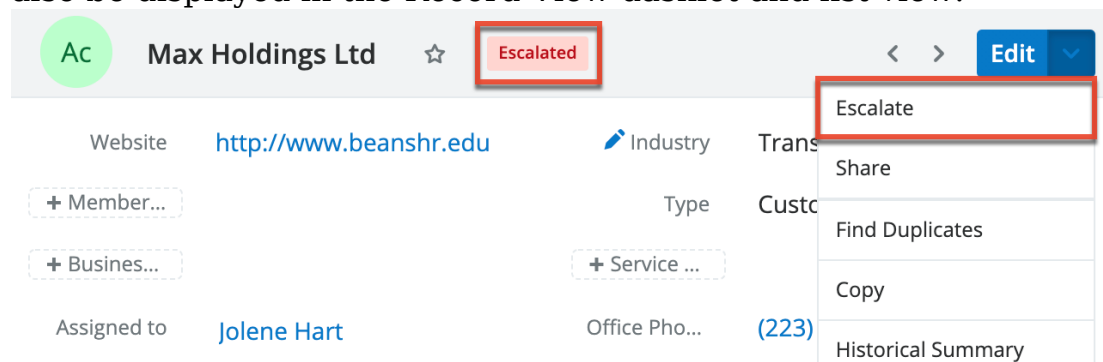 also be displayed in the Record View dashlet and list view.
Ac Max Holdings Ltd Escalated Edit
Escalate
Website http://www.beanshr.edu Industry
Share
+ Member... Type
Find Duplicates
+ Busines... + Service ...
Copy
Assigned to Jolene Hart Office Pho... (223)
Historical Summary